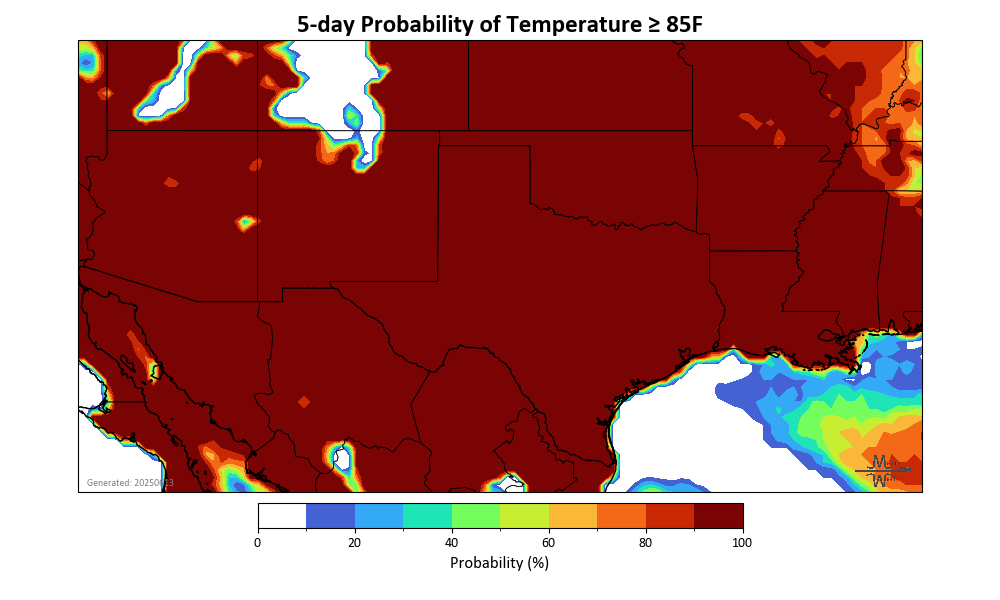 5-day Probability of Temperature ≥ 85F
M
W
0 20 40 60 80 100
Probability (%)